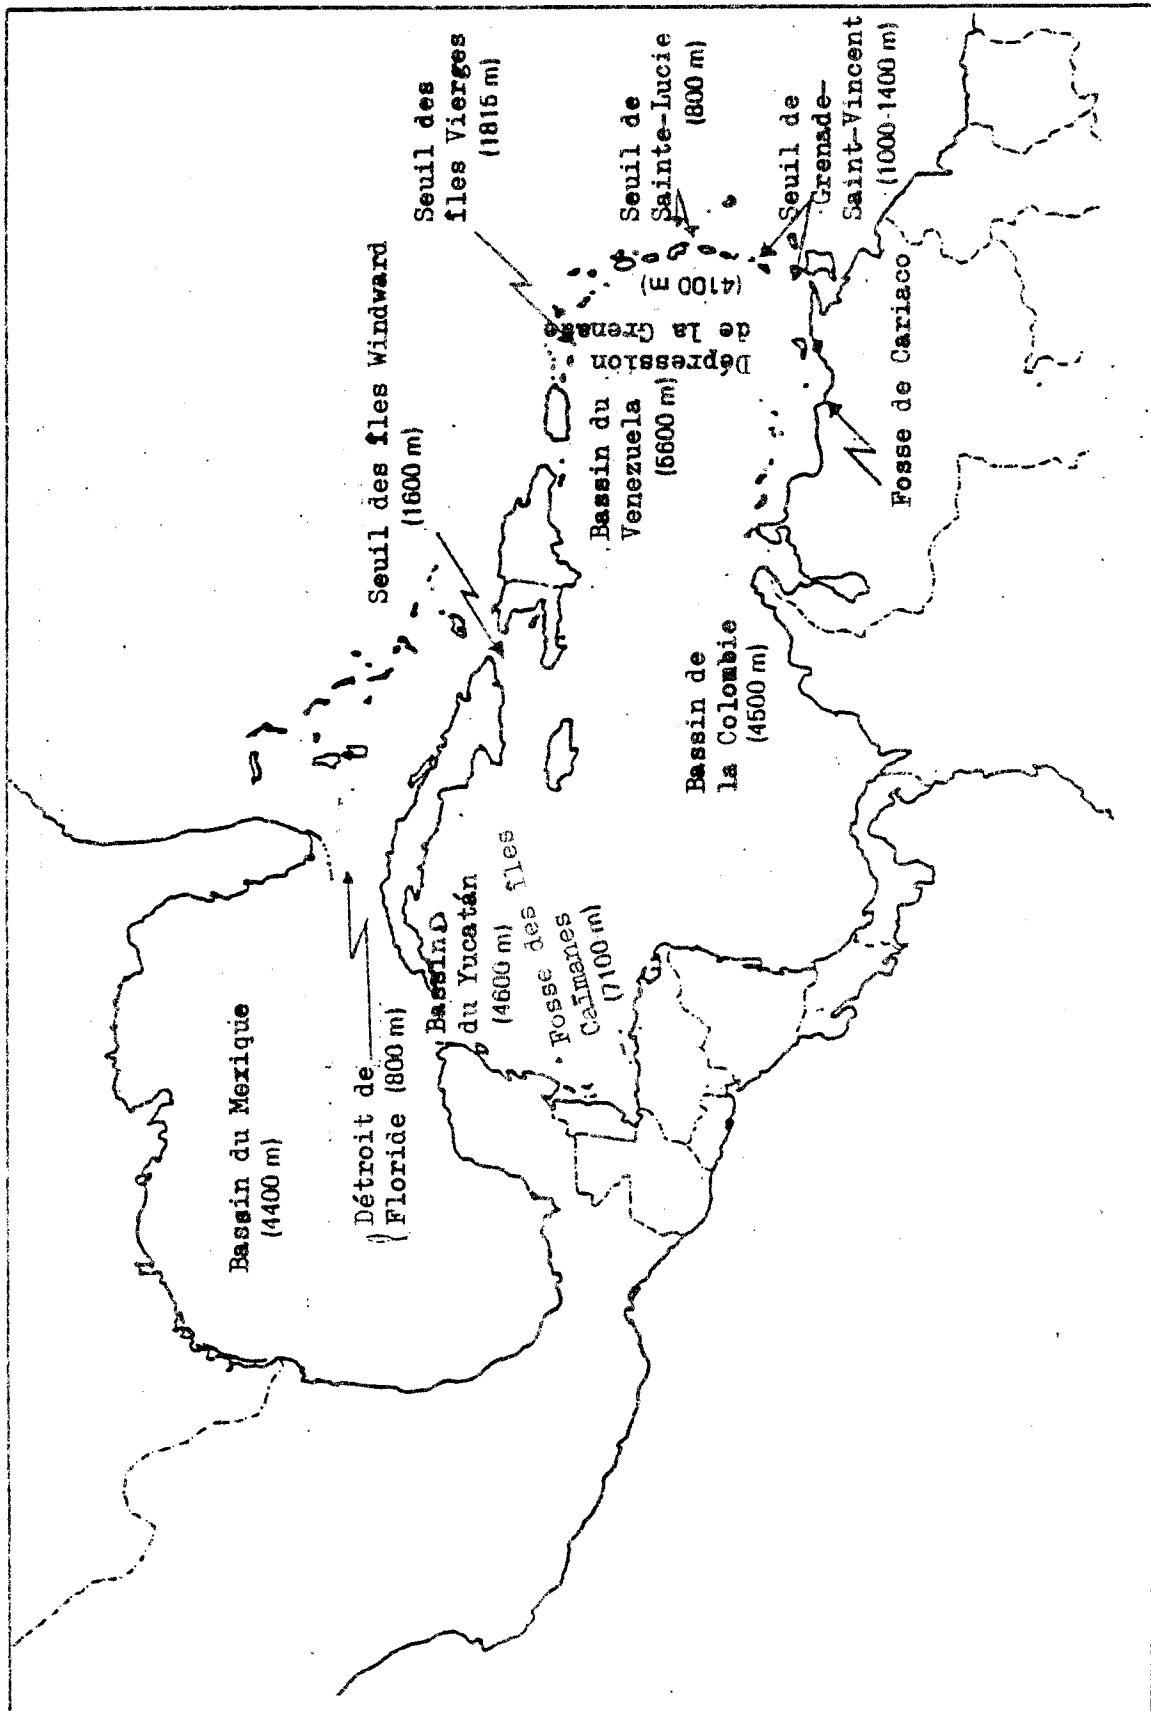 Bassin du Mexique
(4400 m)
Détroit de
Floride (800 m)
Bassin
du Yucatán
(4600 m)
Fosse des îles
Caïmanes
(7100 m)
Seuil des îles Windward
(1600 m)
Seuil des
îles Vierges
(1815 m)
Bassin du
Venezuela
(5600 m)
Dépression
de la Grenade
(4100 m)
Seuil de
Sainte-Lucie
(800 m)
Seuil de
Grenade-
Saint-Vincent
(1000-1400 m)
Bassin de
la Colombie
(4500 m)
Fosse de Cariaco